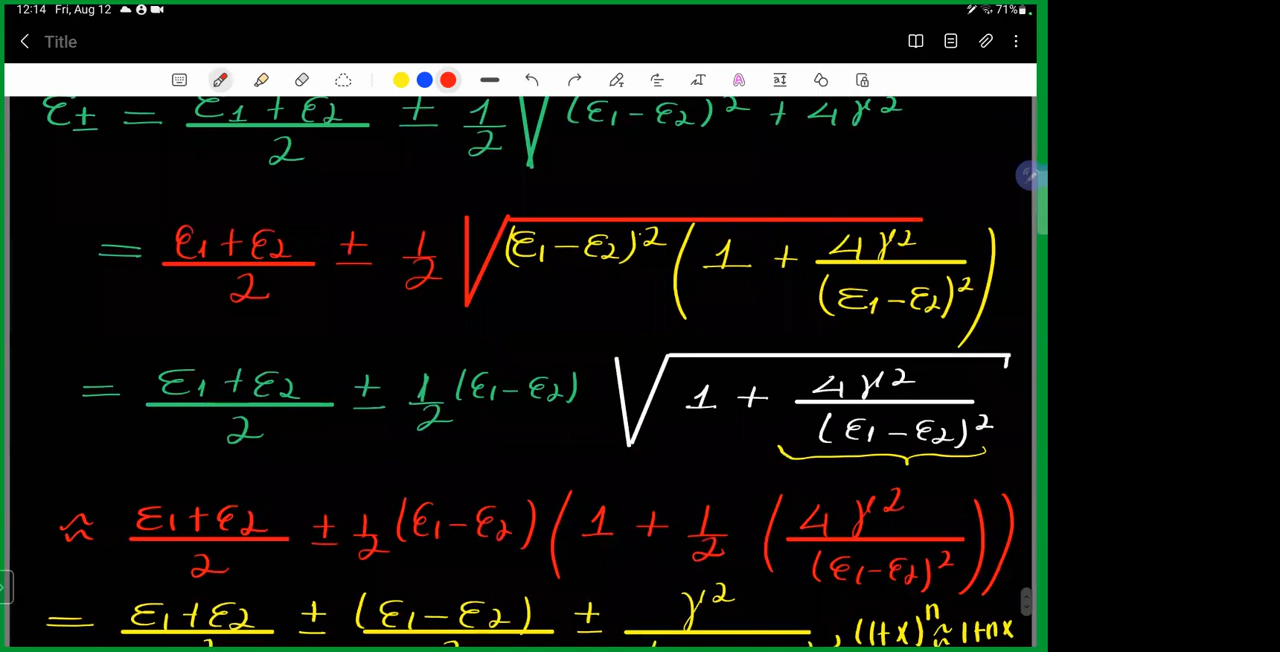 12:14 Fri, Aug 12 71%
Title
ε± = ε1 + ε2 / 2 ± 1/2 √(ε1 − ε2)² + 4γ²
= ε1 + ε2 / 2 ± 1/2 √(ε1 − ε2)² (1 + 4γ² / (ε1 − ε2)²)
= ε1 + ε2 / 2 ± 1/2 (ε1 − ε2) √1 + 4γ² / (ε1 − ε2)²
≈ ε1 + ε2 / 2 ± 1/2 (ε1 − ε2) (1 + 1/2 (4γ² / (ε1 − ε2)²))
= ε1 + ε2 ± (ε1 − ε2) ± γ² , (1+x)ⁿ ≈ 1+nx